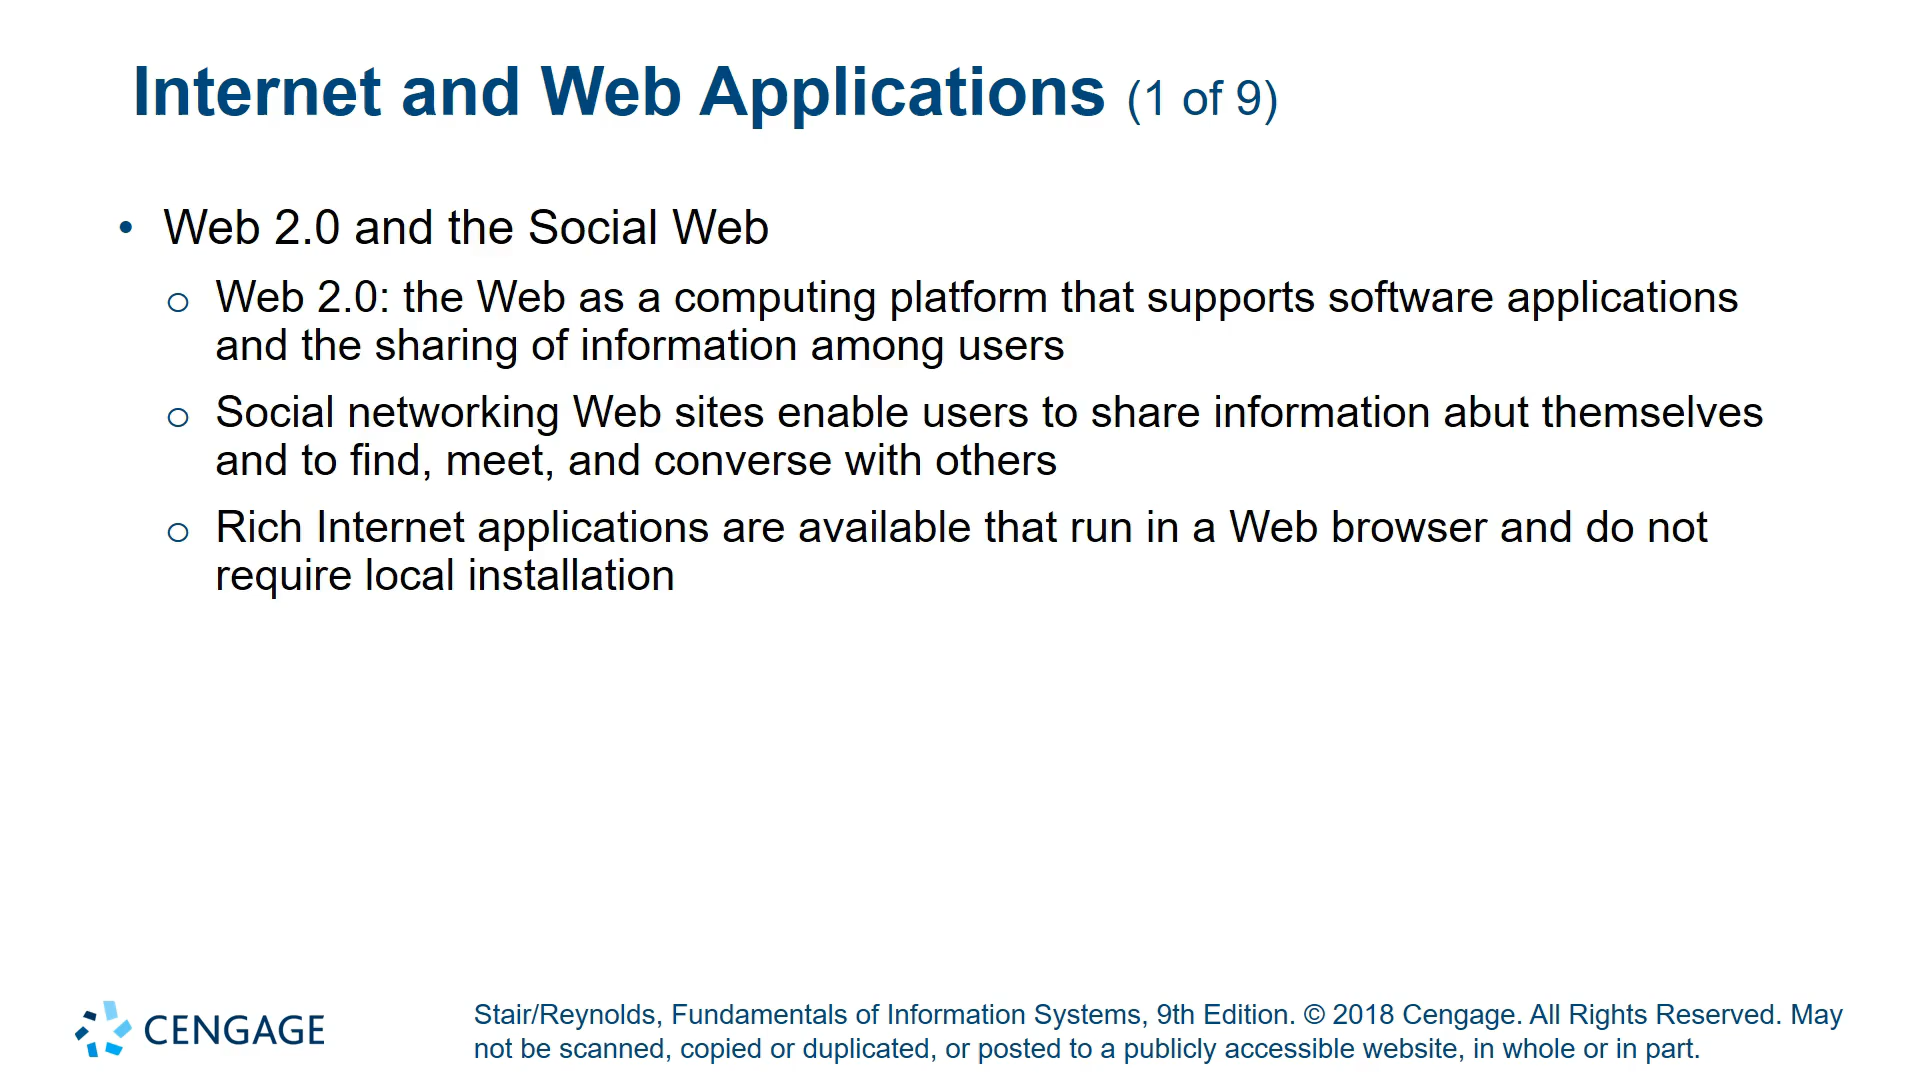 Internet and Web Applications (1 of 9)
• Web 2.0 and the Social Web
o Web 2.0: the Web as a computing platform that supports software applications
and the sharing of information among users
o Social networking Web sites enable users to share information abut themselves
and to find, meet, and converse with others
o Rich Internet applications are available that run in a Web browser and do not
require local installation
CENGAGE
Stair/Reynolds, Fundamentals of Information Systems, 9th Edition. © 2018 Cengage. All Rights Reserved. May
not be scanned, copied or duplicated, or posted to a publicly accessible website, in whole or in part.